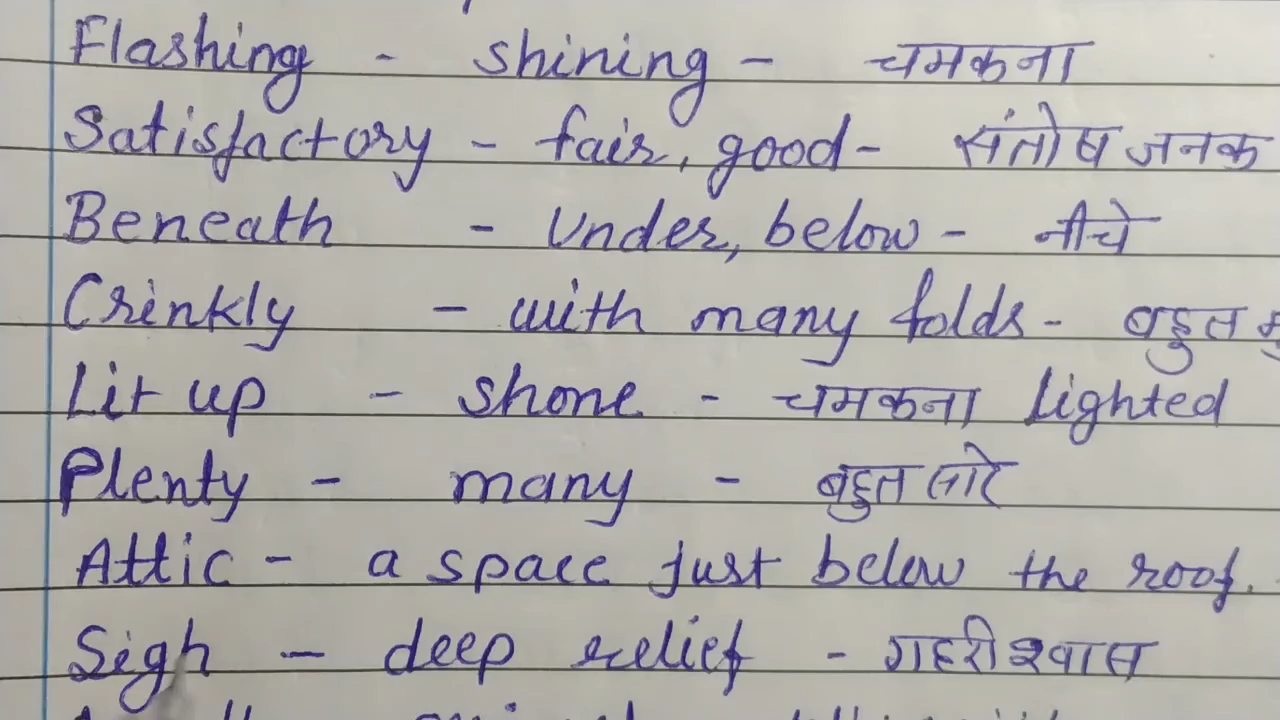 Flashing - shining - चमकना
Satisfactory - fair, good - संतोषजनक
Beneath - Under, below - नीचे
Crinkly - with many folds - बहुत
Lit up - shone - चमकना lighted
Plenty - many - बहुत सारे
Attic - a space just below the roof.
Sigh - deep relief - गहरी श्वास